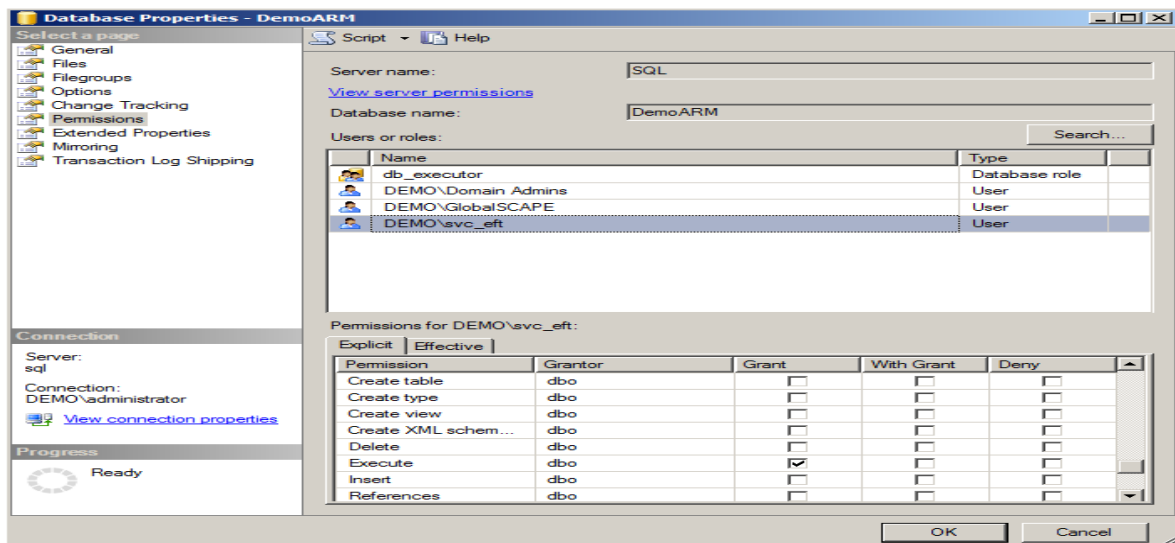 Database Properties - DemoARM
Select a page
General
Files
Filegroups
Options
Change Tracking
Permissions
Extended Properties
Mirroring
Transaction Log Shipping
Connection
Server:
sql
Connection:
DEMO\administrator
View connection properties
Progress
Ready
Script Help
Server name: SQL
View server permissions
Database name: DemoARM
Users or roles: Search...
Name Type
db_executor Database role
DEMO\Domain Admins User
DEMO\GlobalSCAPE User
DEMO\svc_eft User
Permissions for DEMO\svc_eft:
Explicit Effective
Permission Grantor Grant With Grant Deny
Create table dbo
Create type dbo
Create view dbo
Create XML schem... dbo
Delete dbo
Execute dbo
Insert dbo
References dbo
OK Cancel